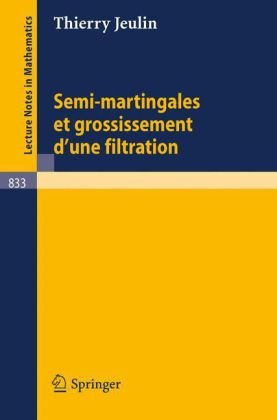 Thierry Jeulin
Lecture Notes in Mathematics
Semi-martingales
et grossissement
d'une filtration
833
Springer